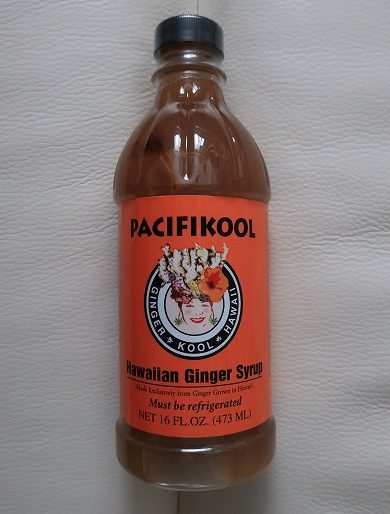 PACIFIKOOL
GINGER KOOL HAWAII
Hawaiian Ginger Syrup
Made Exclusively from Ginger Grown in Hawai'i
Must be refrigerated
NET 16 FL.OZ. (473 ML)